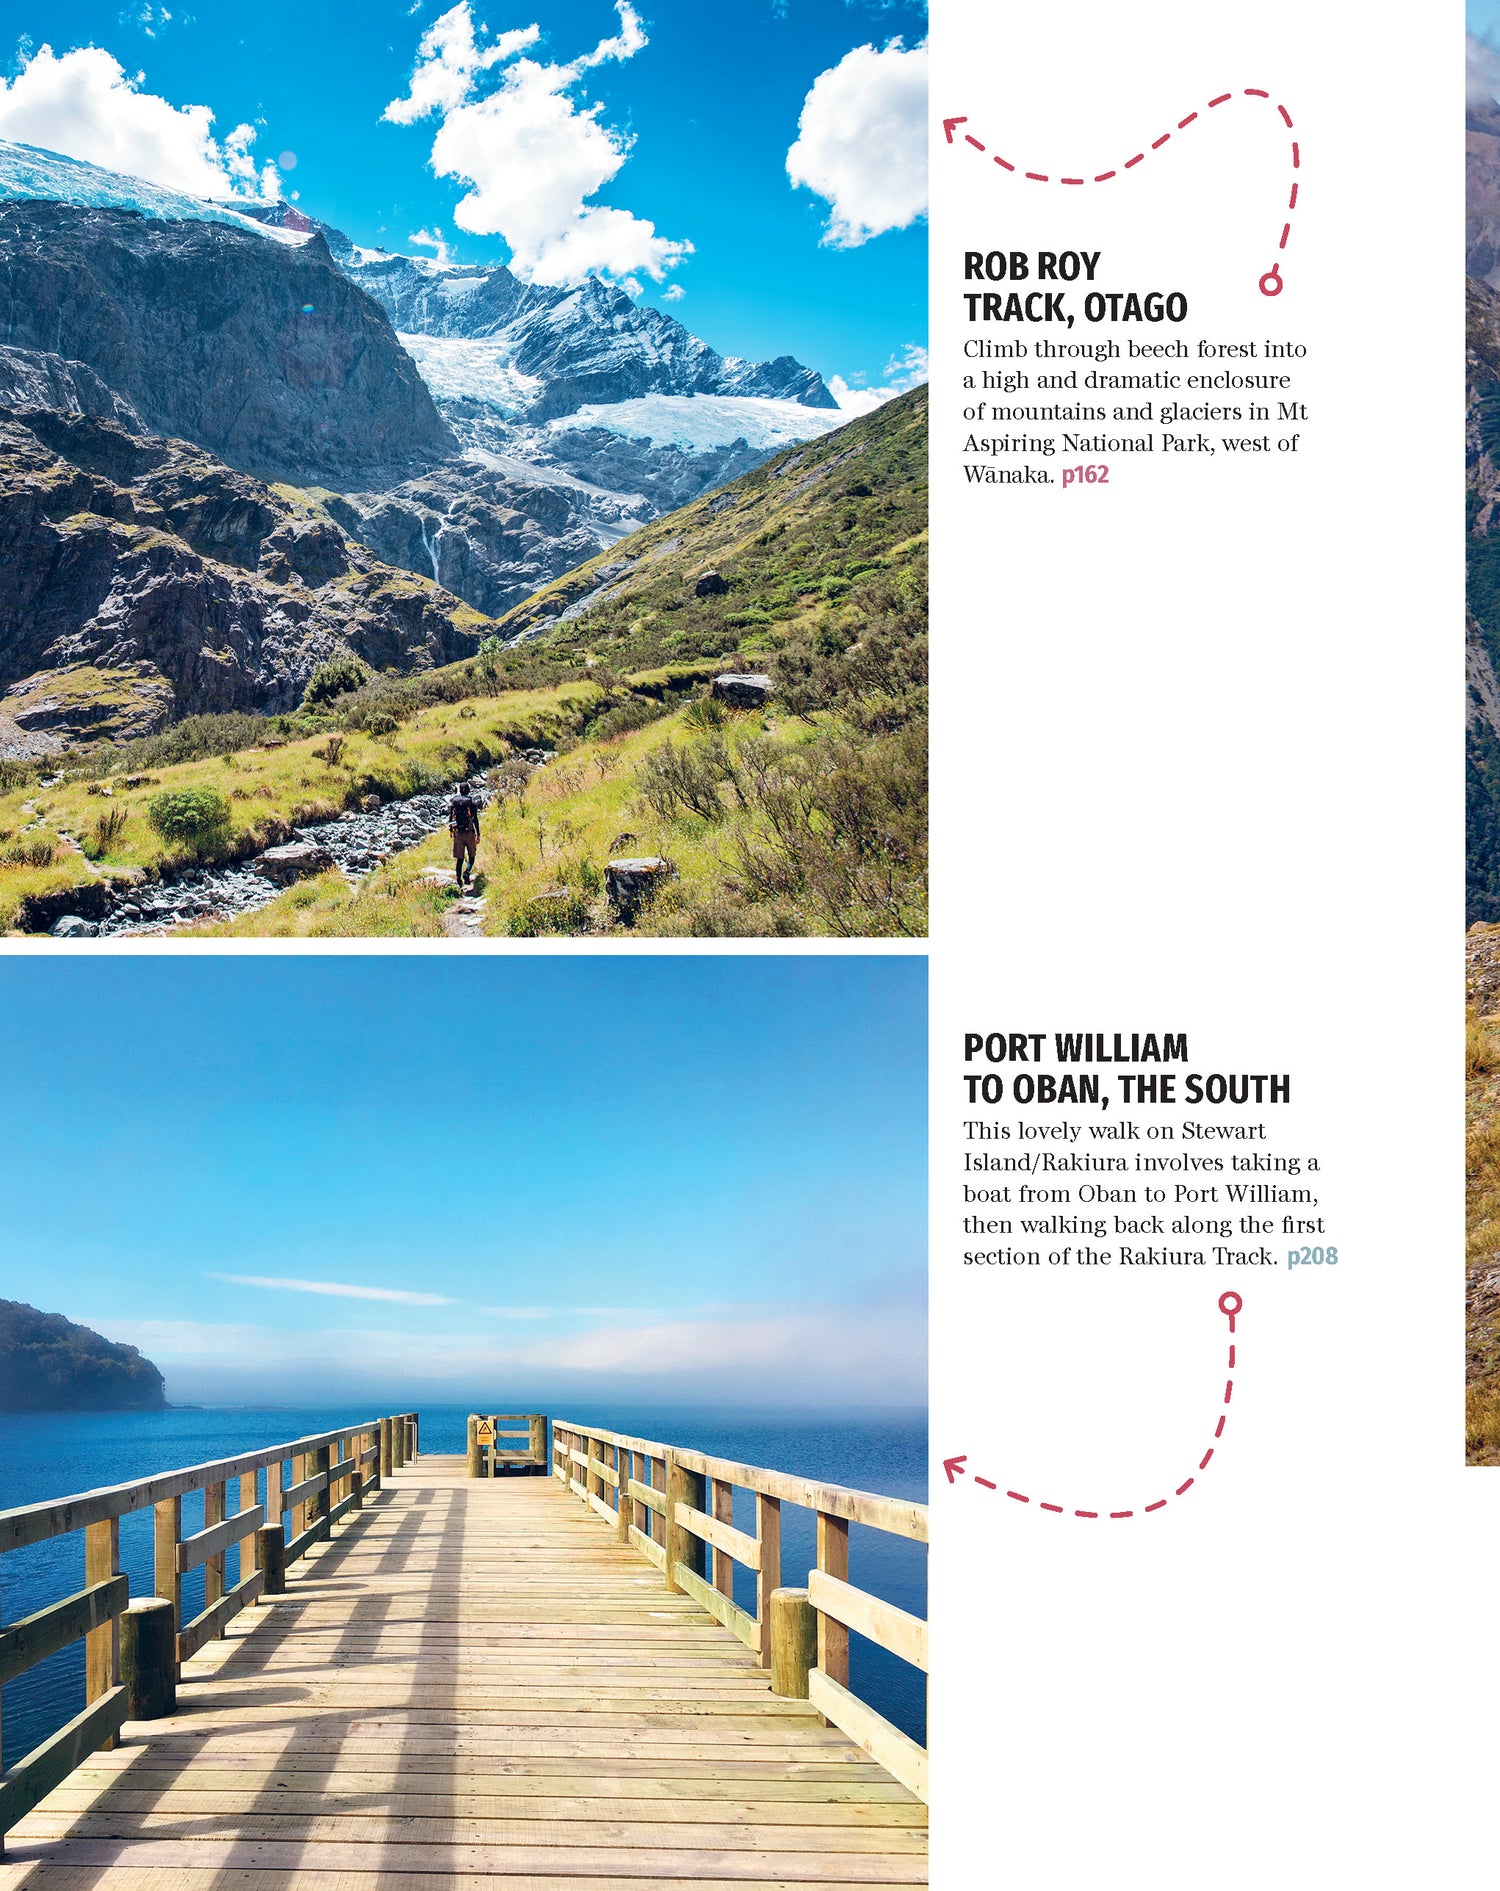 ROB ROY
TRACK, OTAGO
Climb through beech forest into
a high and dramatic enclosure
of mountains and glaciers in Mt
Aspiring National Park, west of
Wānaka. p162
PORT WILLIAM
TO OBAN, THE SOUTH
This lovely walk on Stewart
Island/Rakiura involves taking a
boat from Oban to Port William,
then walking back along the first
section of the Rakiura Track. p208